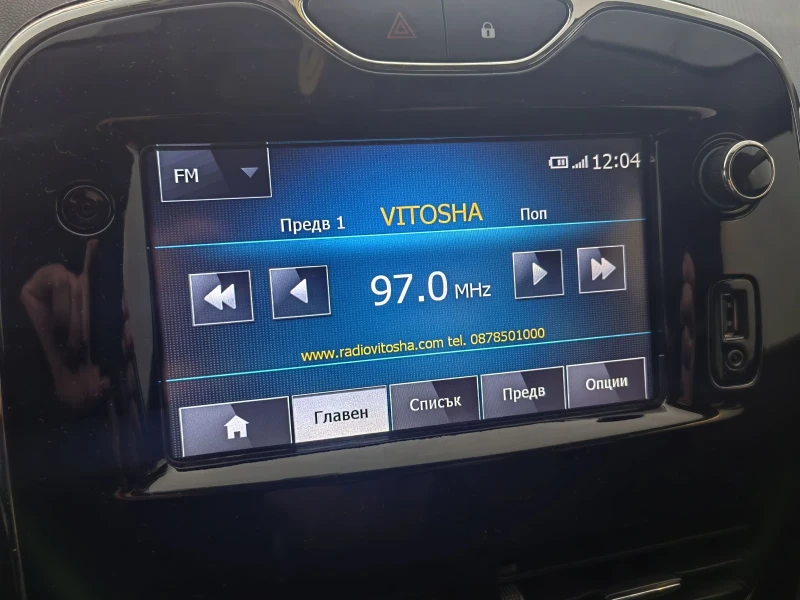 FM
12:04
Предв 1 VITOSHA Поп
97.0 MHz
www.radiovitosha.com tel. 0878501000
Главен Списък Предв Опции